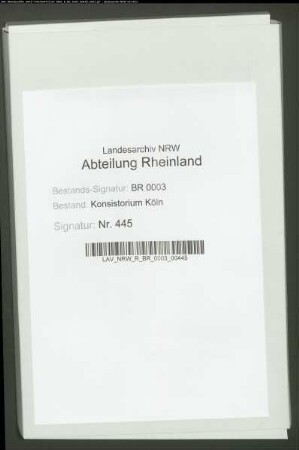 Landesarchiv NRW
Abteilung Rheinland
Bestands-Signatur: BR 0003
Bestand: Konsistorium Köln
Signatur: Nr. 445
LAV_NRW_R_BR_0003_00445